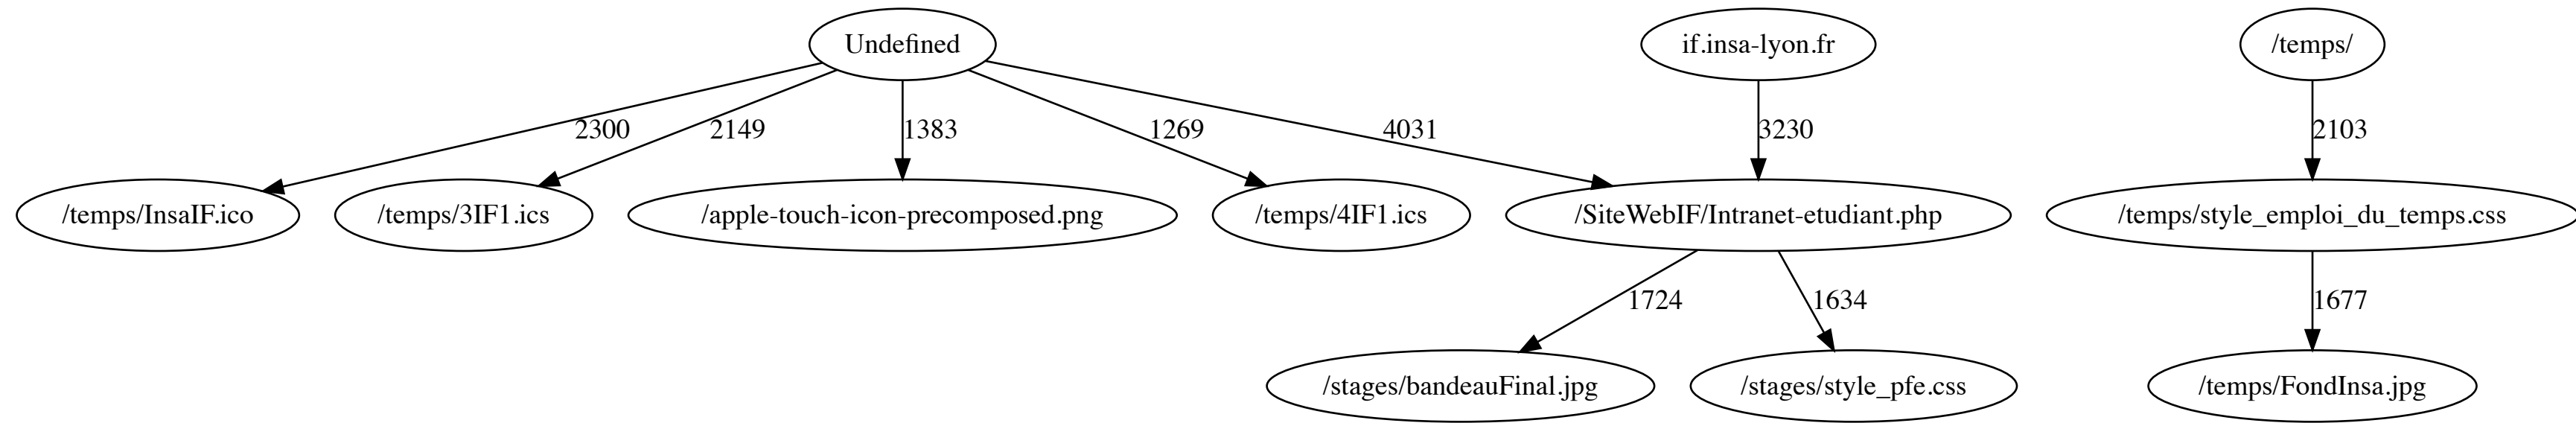 Undefined
if.insa-lyon.fr
/temps/
2300
2149
1383
1269
4031
3230
2103
/temps/InsaIF.ico
/temps/3IF1.ics
/apple-touch-icon-precomposed.png
/temps/4IF1.ics
/SiteWebIF/Intranet-etudiant.php
/temps/style_emploi_du_temps.css
1724
1634
1677
/stages/bandeauFinal.jpg
/stages/style_pfe.css
/temps/FondInsa.jpg